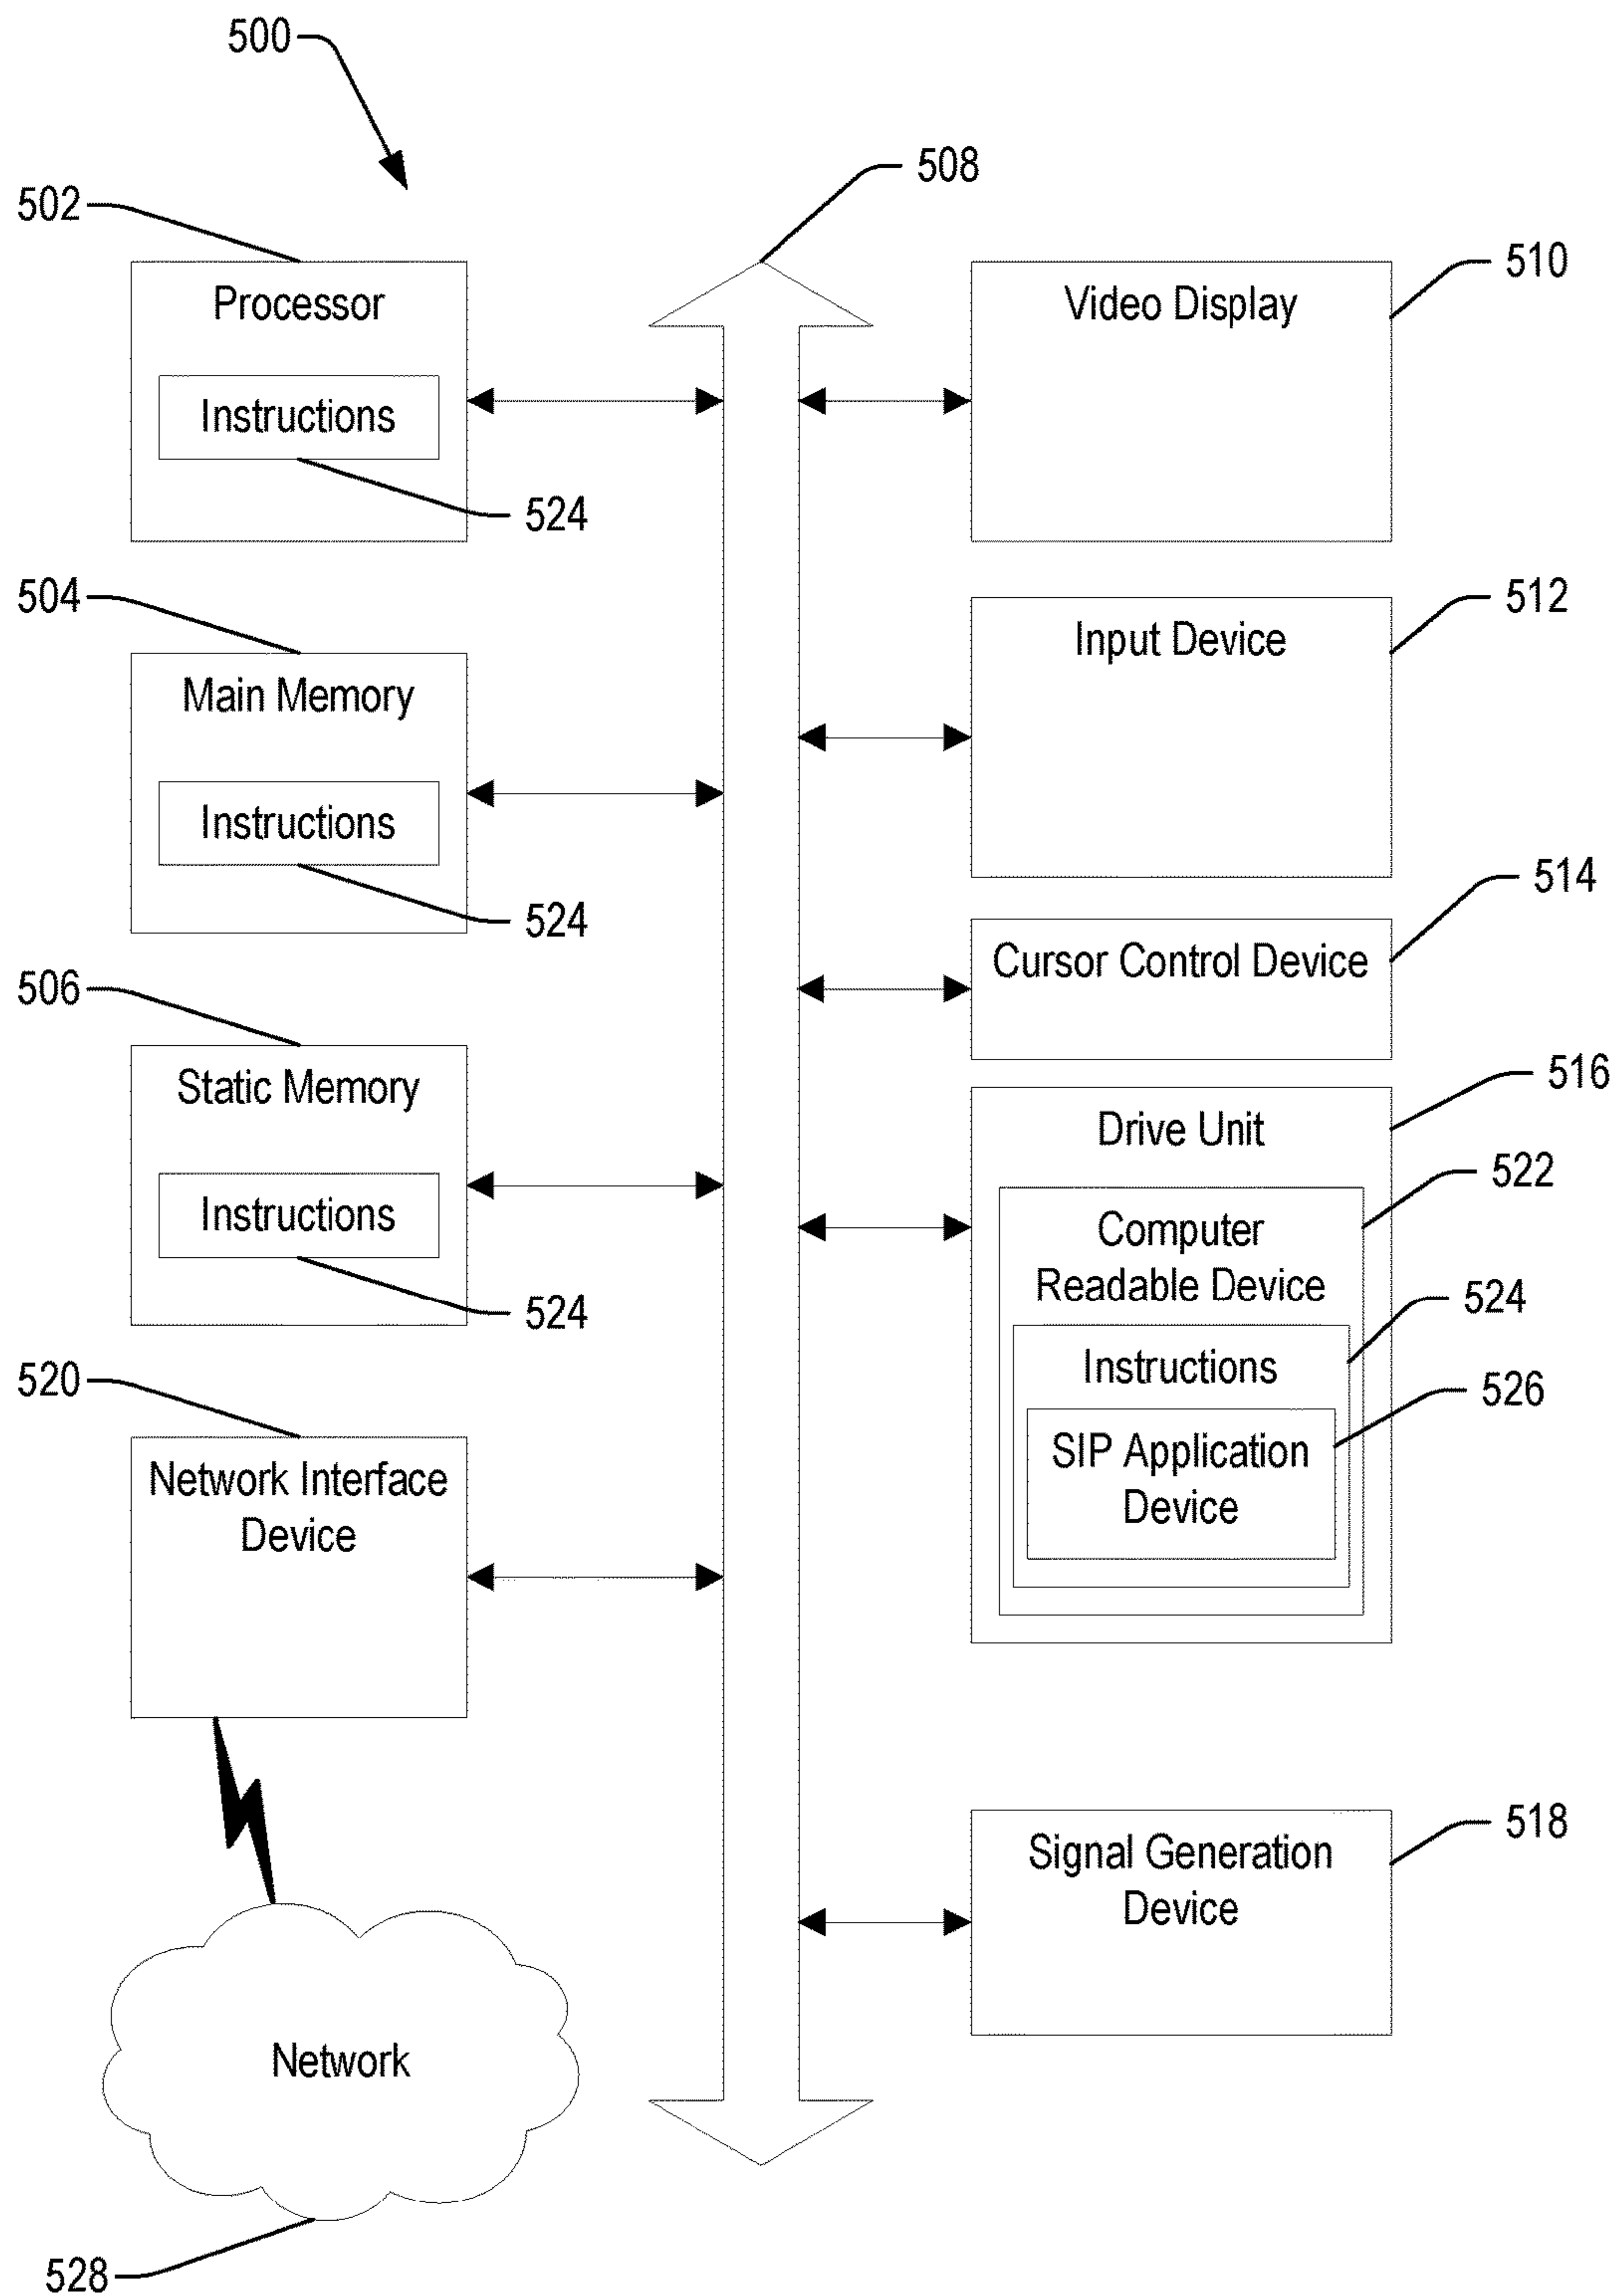 500
508
502
Processor
Instructions
524
504
Main Memory
Instructions
524
506
Static Memory
Instructions
524
520
Network Interface
Device
Network
528
510
Video Display
512
Input Device
514
Cursor Control Device
516
Drive Unit
522
Computer
Readable Device
524
Instructions
526
SIP Application
Device
518
Signal Generation
Device